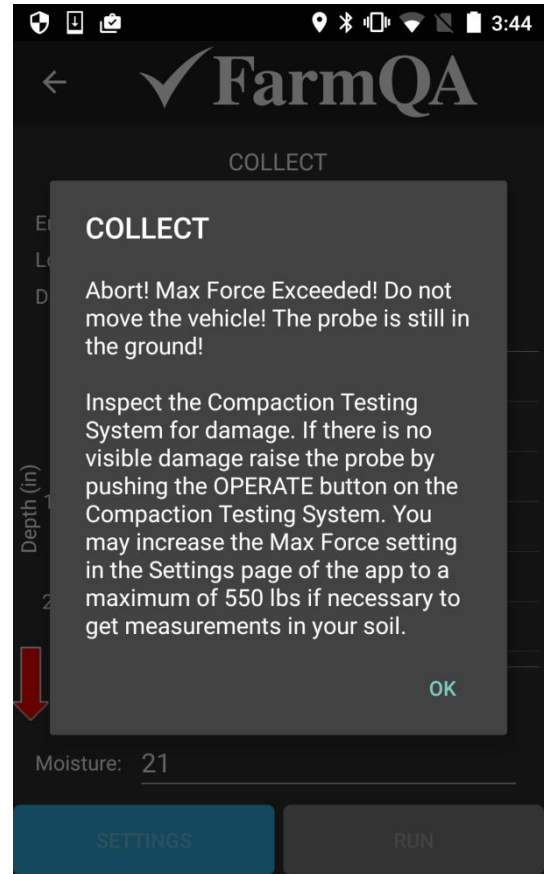 3:44
FarmQA
COLLECT
COLLECT
Abort! Max Force Exceeded! Do not
move the vehicle! The probe is still in
the ground!
Inspect the Compaction Testing
System for damage. If there is no
visible damage raise the probe by
pushing the OPERATE button on the
Compaction Testing System. You
may increase the Max Force setting
in the Settings page of the app to a
maximum of 550 lbs if necessary to
get measurements in your soil.
OK
Depth (in)
Moisture: 21
SETTINGS
RUN